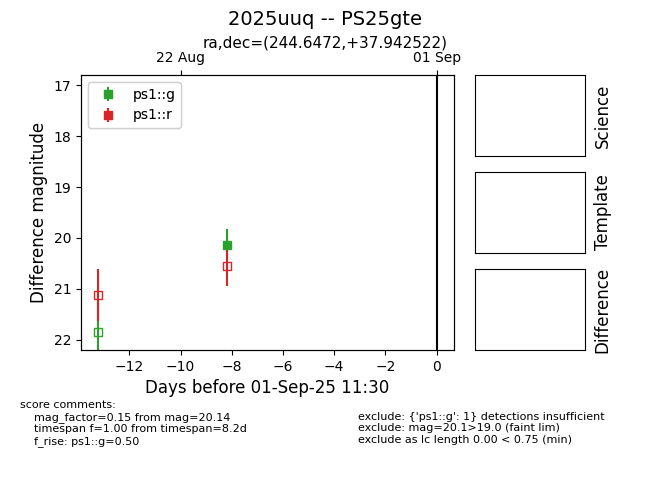 2025uuq -- PS25gte
ra,dec=(244.6472,+37.942522)
22 Aug
01 Sep
ps1::g
ps1::r
17
18
19
20
21
22
Difference magnitude
−12
−10
−8
−6
−4
−2
0
Days before 01-Sep-25 11:30
Science
Template
Difference
score comments:
mag_factor=0.15 from mag=20.14
timespan f=1.00 from timespan=8.2d
f_rise: ps1::g=0.50
exclude: {'ps1::g': 1} detections insufficient
exclude: mag=20.1>19.0 (faint lim)
exclude as lc length 0.00 < 0.75 (min)